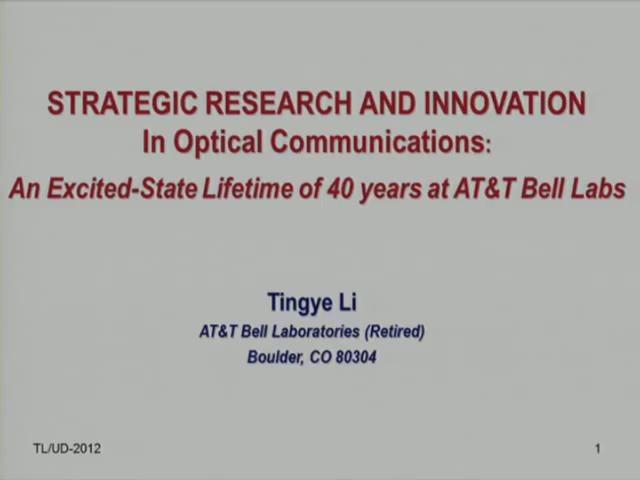 STRATEGIC RESEARCH AND INNOVATION
In Optical Communications:
An Excited-State Lifetime of 40 years at AT&T Bell Labs
Tingye Li
AT&T Bell Laboratories (Retired)
Boulder, CO 80304
TL/UD-2012
1